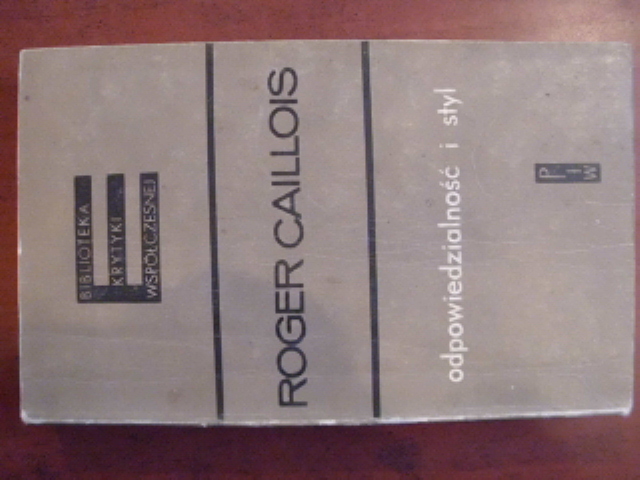 BIBLIOTEKA
KRYTYKI
WSPÓŁCZESNEJ
ROGER CAILLOIS
odpowiedzialność i styl
P
I
W